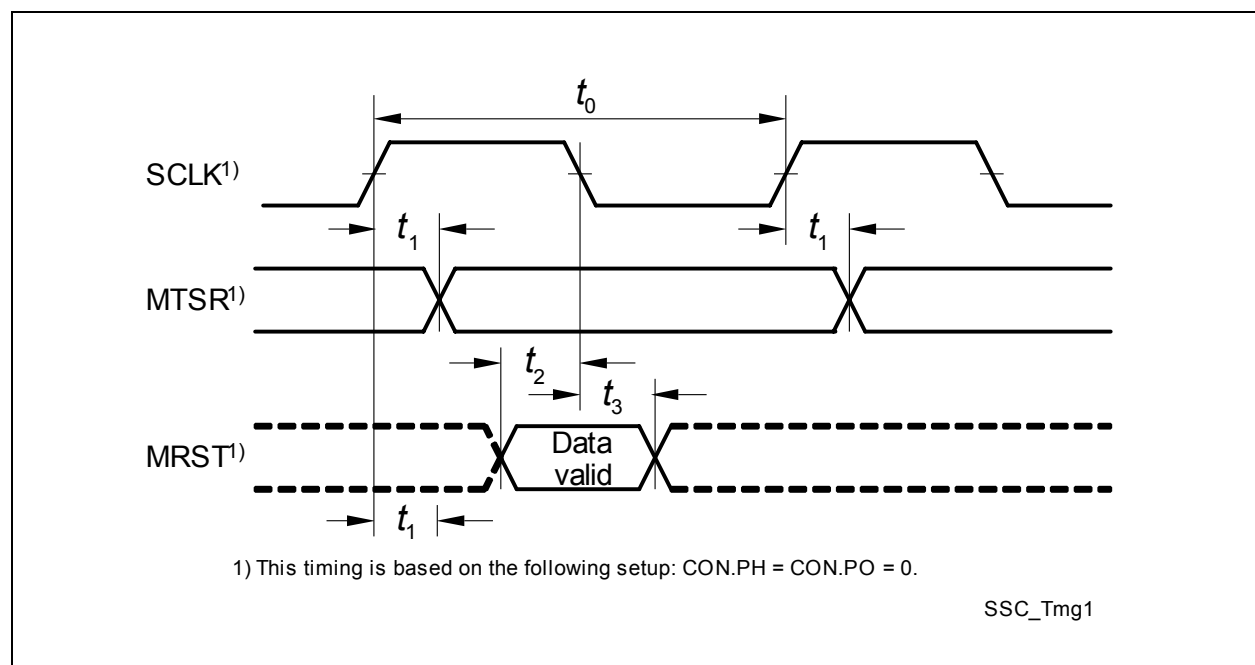 t0
SCLK1)
t1 t1
MTSR1)
t2
t3
MRST1) Data
valid
t1
1) This timing is based on the following setup: CON.PH = CON.PO = 0.
SSC_Tmg1